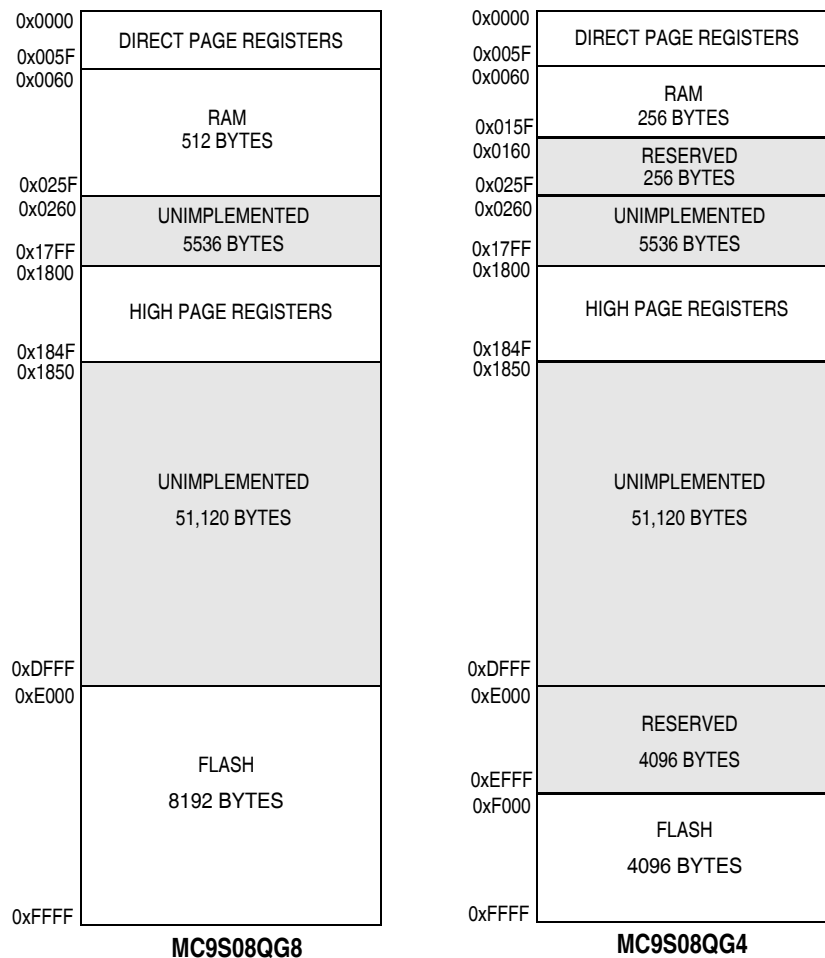 0x0000
DIRECT PAGE REGISTERS
0x005F
0x0060
RAM
512 BYTES
0x025F
0x0260
UNIMPLEMENTED
5536 BYTES
0x17FF
0x1800
HIGH PAGE REGISTERS
0x184F
0x1850
UNIMPLEMENTED
51,120 BYTES
0xDFFF
0xE000
FLASH
8192 BYTES
0xFFFF
MC9S08QG8
0x0000
DIRECT PAGE REGISTERS
0x005F
0x0060
RAM
256 BYTES
0x015F
0x0160
RESERVED
256 BYTES
0x025F
0x0260
UNIMPLEMENTED
5536 BYTES
0x17FF
0x1800
HIGH PAGE REGISTERS
0x184F
0x1850
UNIMPLEMENTED
51,120 BYTES
0xDFFF
0xE000
RESERVED
4096 BYTES
0xEFFF
0xF000
FLASH
4096 BYTES
0xFFFF
MC9S08QG4